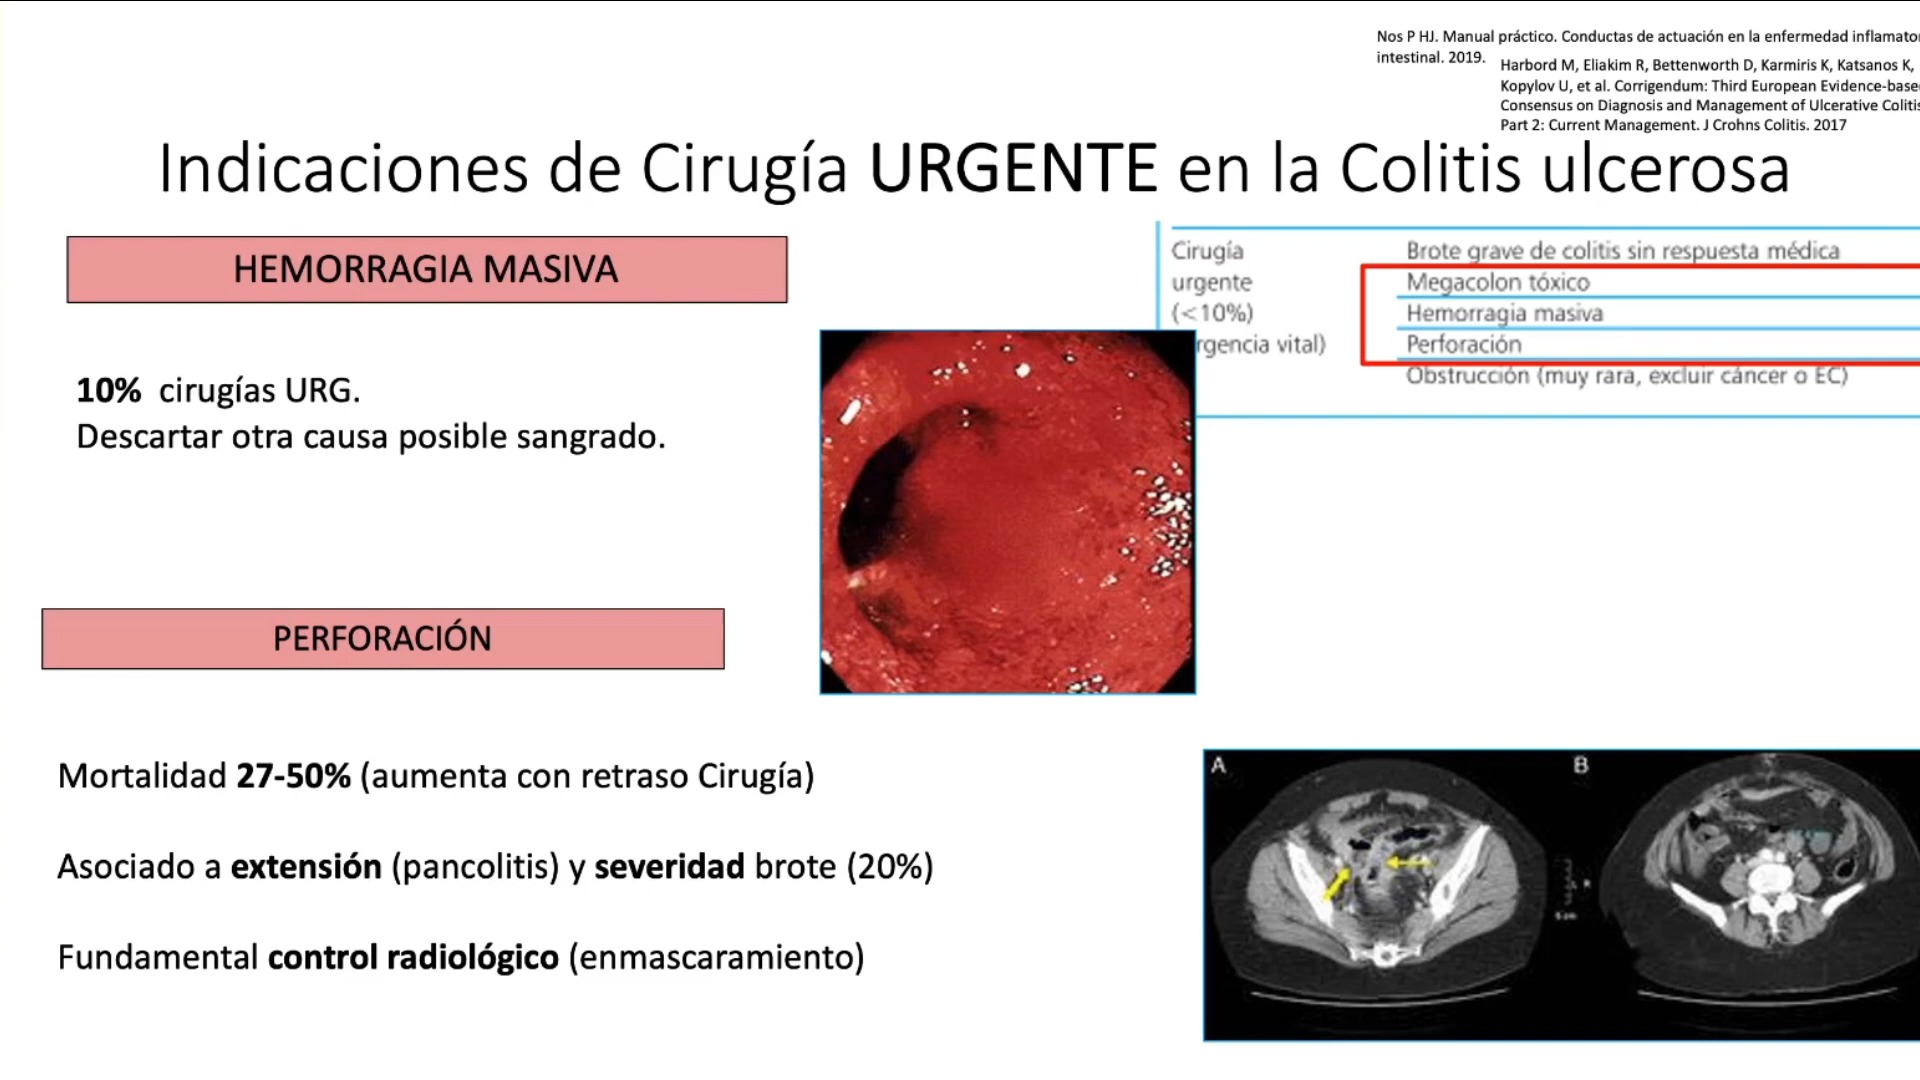 Nos P HJ. Manual práctico. Conductas de actuación en la enfermedad inflamato
intestinal. 2019.
Harbord M, Eliakim R, Bettenworth D, Karmiris K, Katsanos K,
Kopylov U, et al. Corrigendum: Third European Evidence-base
Consensus on Diagnosis and Management of Ulcerative Colitis
Part 2: Current Management. J Crohns Colitis. 2017
Indicaciones de Cirugía URGENTE en la Colitis ulcerosa
HEMORRAGIA MASIVA
10% cirugías URG.
Descartar otra causa posible sangrado.
Cirugía
urgente
(<10%)
rgencia vital)
Brote grave de colitis sin respuesta médica
Megacolon tóxico
Hemorragia masiva
Perforación
Obstrucción (muy rara, excluir cáncer o EC)
PERFORACIÓN
Mortalidad 27-50% (aumenta con retraso Cirugía)
Asociado a extensión (pancolitis) y severidad brote (20%)
Fundamental control radiológico (enmascaramiento)
A
B